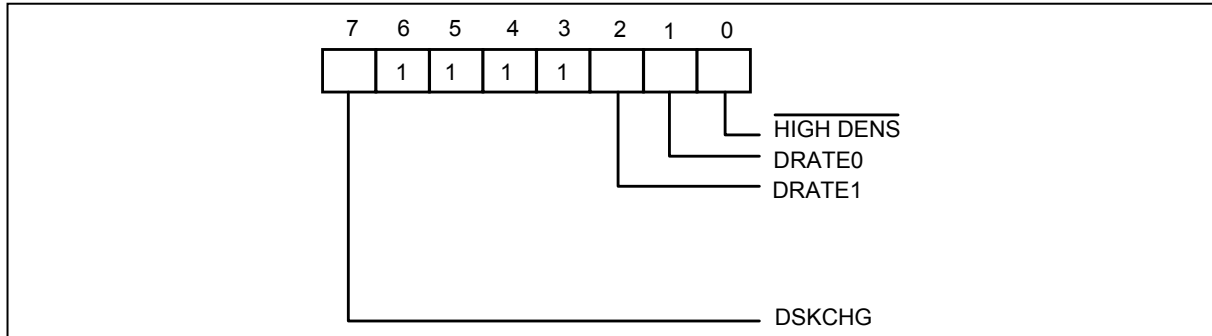 7 6 5 4 3 2 1 0
1 1 1 1
HIGH DENS
DRATE0
DRATE1
DSKCHG